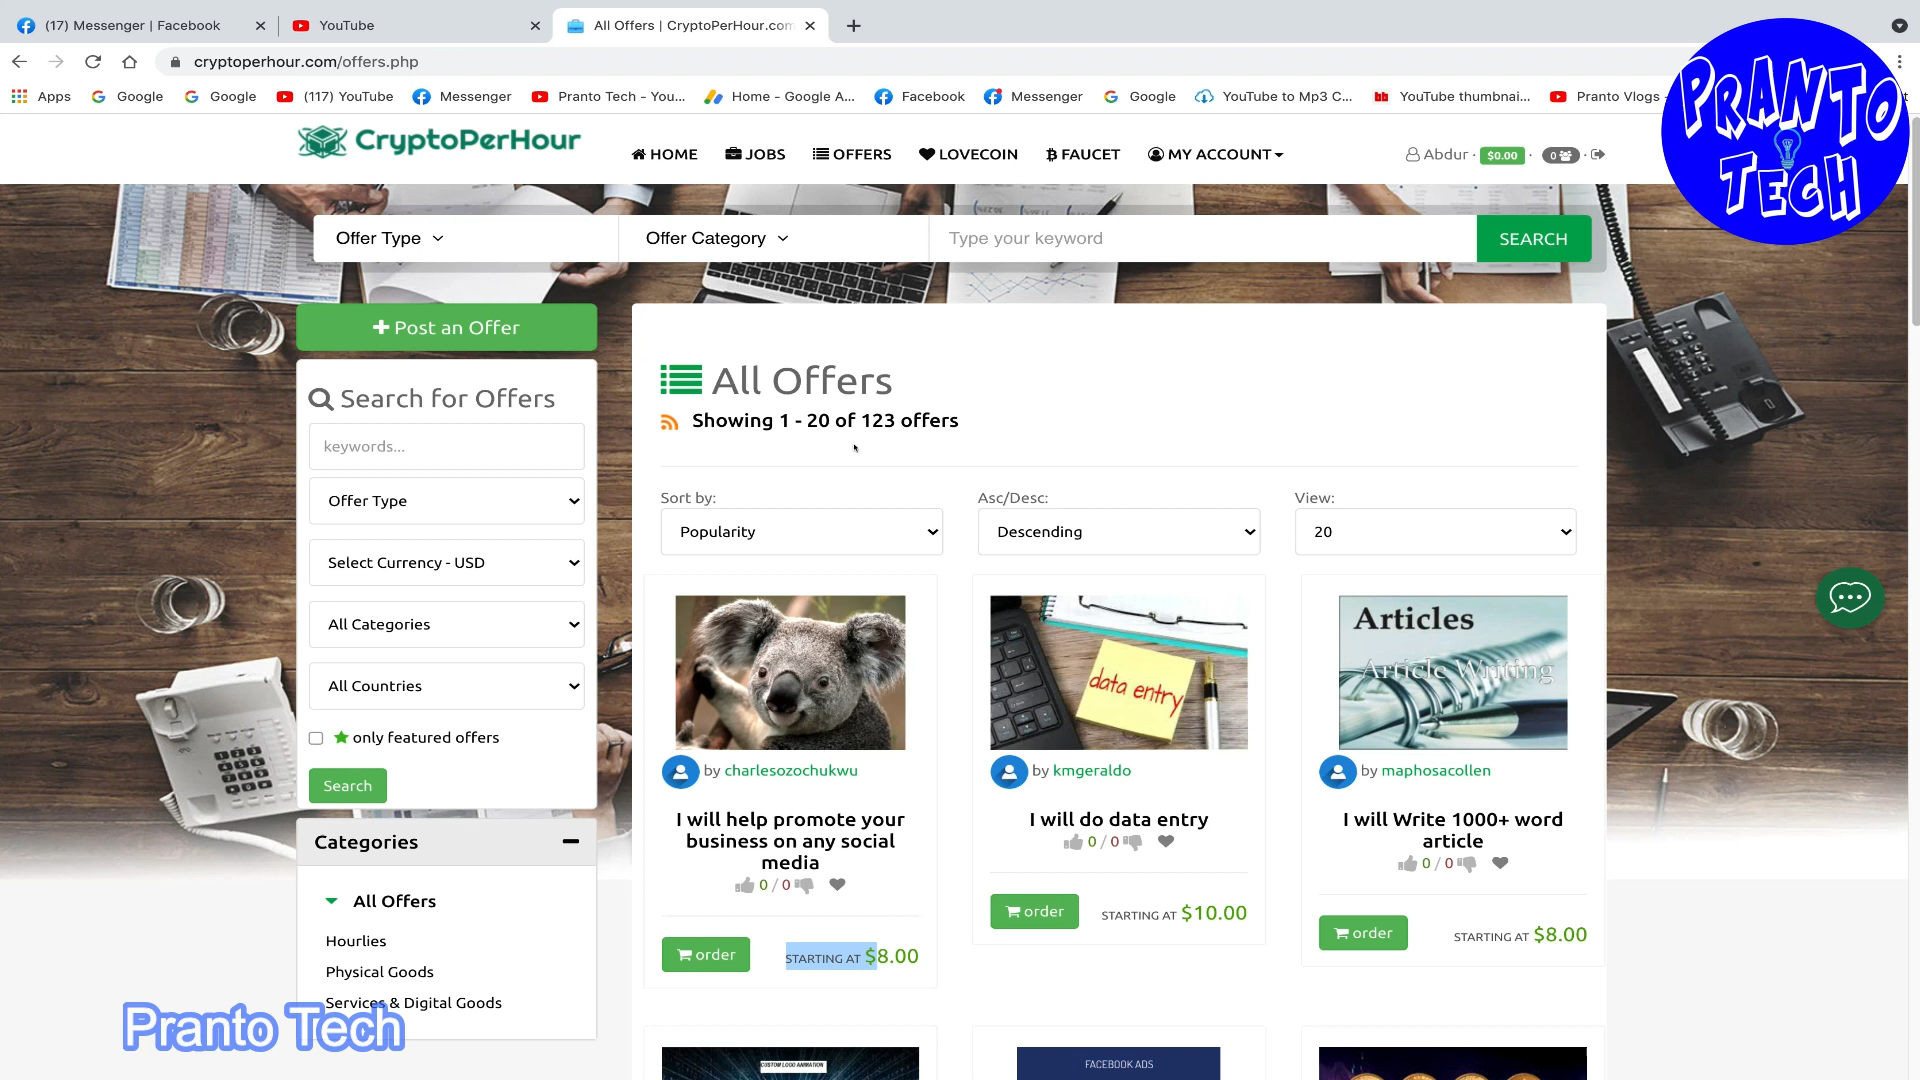 (17) Messenger | Facebook
YouTube
All Offers | CryptoPerHour.com
cryptoperhour.com/offers.php
Apps
Google
Google
(117) YouTube
Messenger
Pranto Tech - You...
Home - Google A...
Facebook
Messenger
Google
YouTube to Mp3 C...
YouTube thumbnai...
Pranto Vlogs -
PRANTO
TECH
CryptoPerHour
HOME
JOBS
OFFERS
LOVECOIN
FAUCET
MY ACCOUNT
Abdur · $0.00 · 0 ·
Offer Type
Offer Category
Type your keyword
SEARCH
Post an Offer
Search for Offers
keywords...
Offer Type
Select Currency - USD
All Categories
All Countries
only featured offers
Search
Categories
All Offers
Hourlies
Physical Goods
Services & Digital Goods
Pranto Tech
All Offers
Showing 1 - 20 of 123 offers
Sort by:
Popularity
Asc/Desc:
Descending
View:
20
by charlesozochukwu
I will help promote your
business on any social
media
0 / 0
order
STARTING AT $8.00
data entry
by kmgeraldo
I will do data entry
0 / 0
order
STARTING AT $10.00
Articles
Article Writing
by maphosacollen
I will Write 1000+ word
article
0 / 0
order
STARTING AT $8.00
CUSTOM LOGO ANIMATION
FACEBOOK ADS